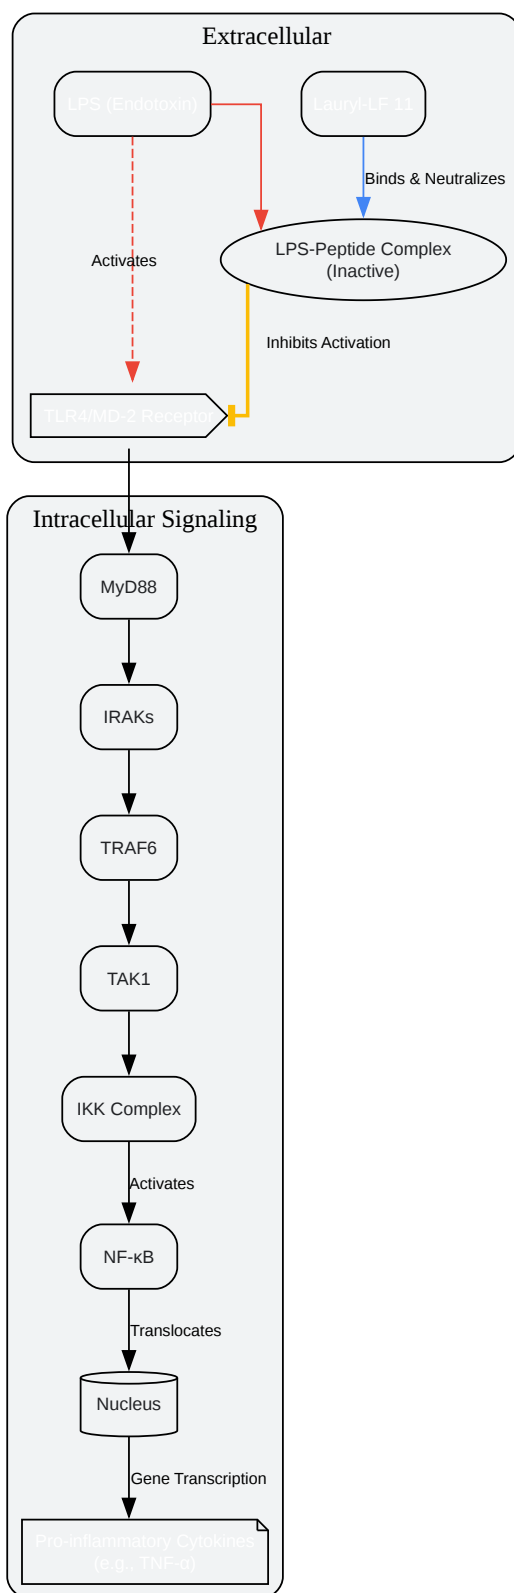 Extracellular
LPS (Endotoxin)
Lauryl-LF 11
Binds & Neutralizes
LPS-Peptide Complex
(Inactive)
Activates
Inhibits Activation
TLR4/MD-2 Receptor
Intracellular Signaling
MyD88
IRAKs
TRAF6
TAK1
IKK Complex
Activates
NF-κB
Translocates
Nucleus
Gene Transcription
Pro-inflammatory Cytokines
(e.g., TNF-α)